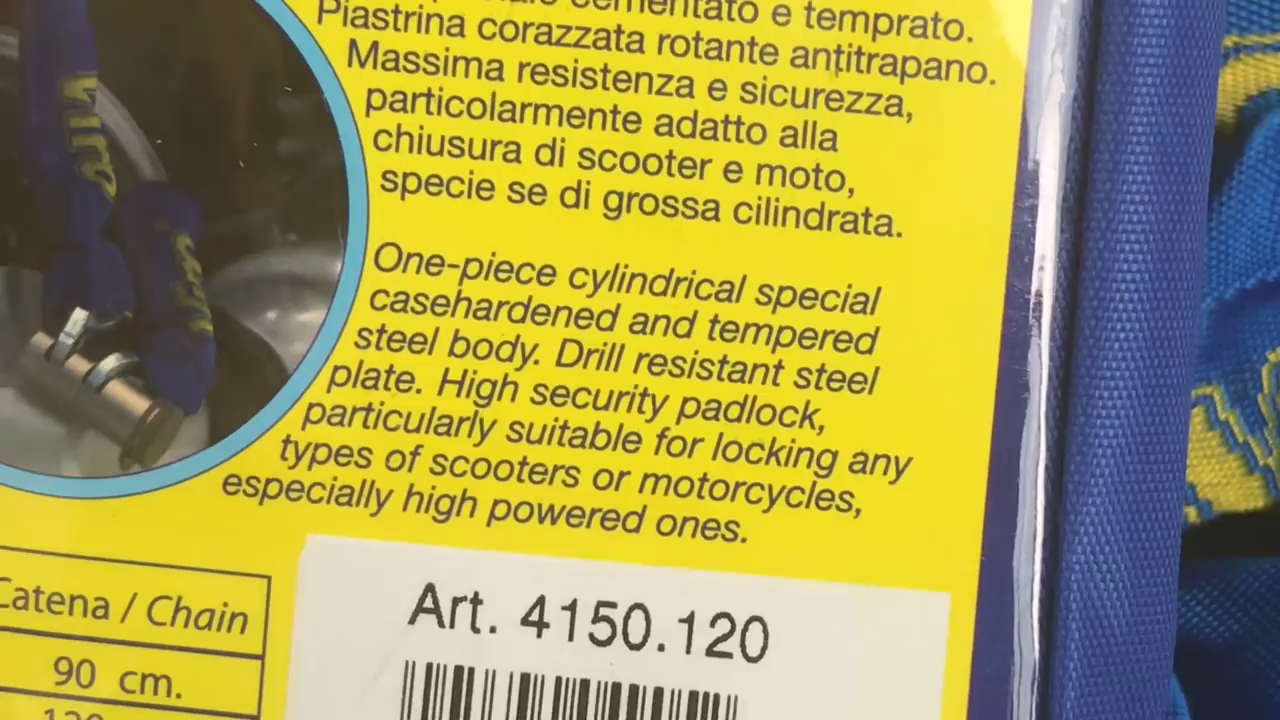 cementato e temprato.
Piastrina corazzata rotante antitrapano.
Massima resistenza e sicurezza,
particolarmente adatto alla
chiusura di scooter e moto,
specie se di grossa cilindrata.
One-piece cylindrical special
casehardened and tempered
steel body. Drill resistant steel
plate. High security padlock,
particularly suitable for locking any
types of scooters or motorcycles,
especially high powered ones.
Catena / Chain
90 cm.
Art. 4150.120